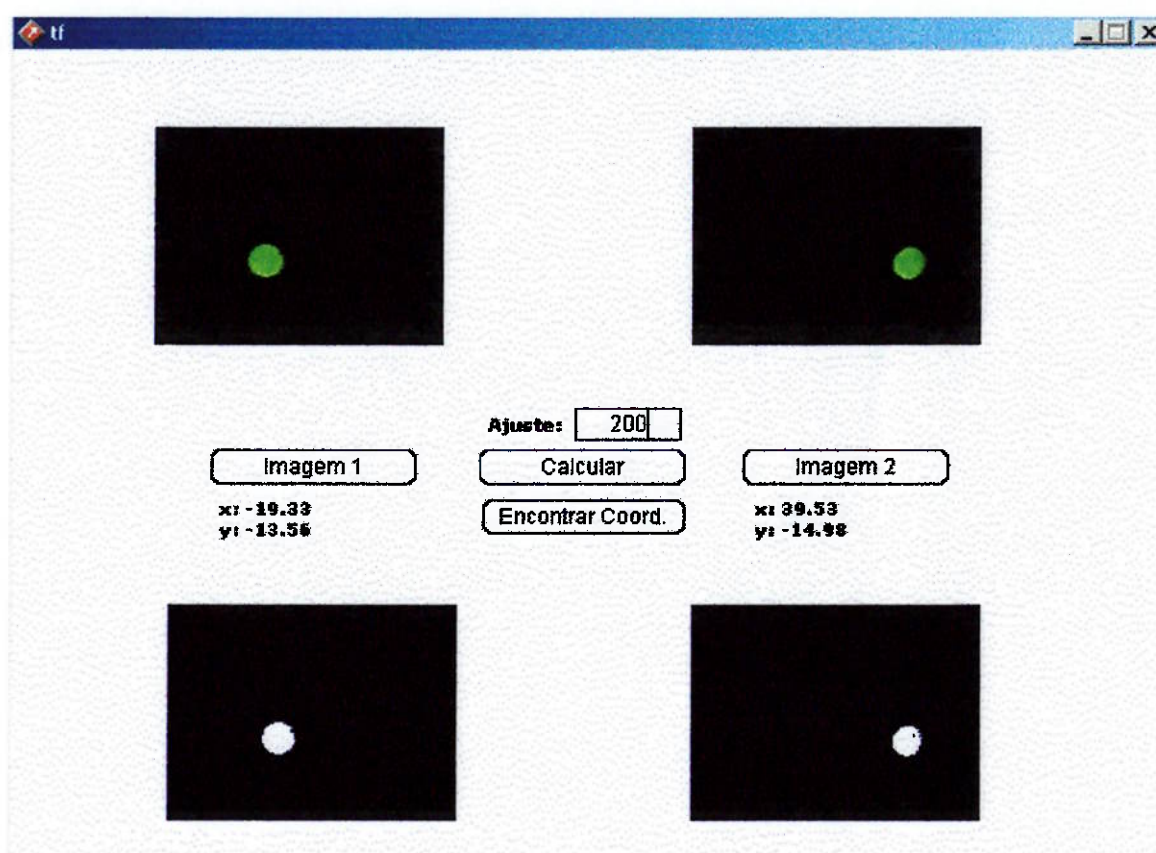 tf
Ajuste: 200
Imagem 1
Calcular
Imagem 2
x: -19.33
y: -13.56
Encontrar Coord.
x: 39.53
y: -14.98